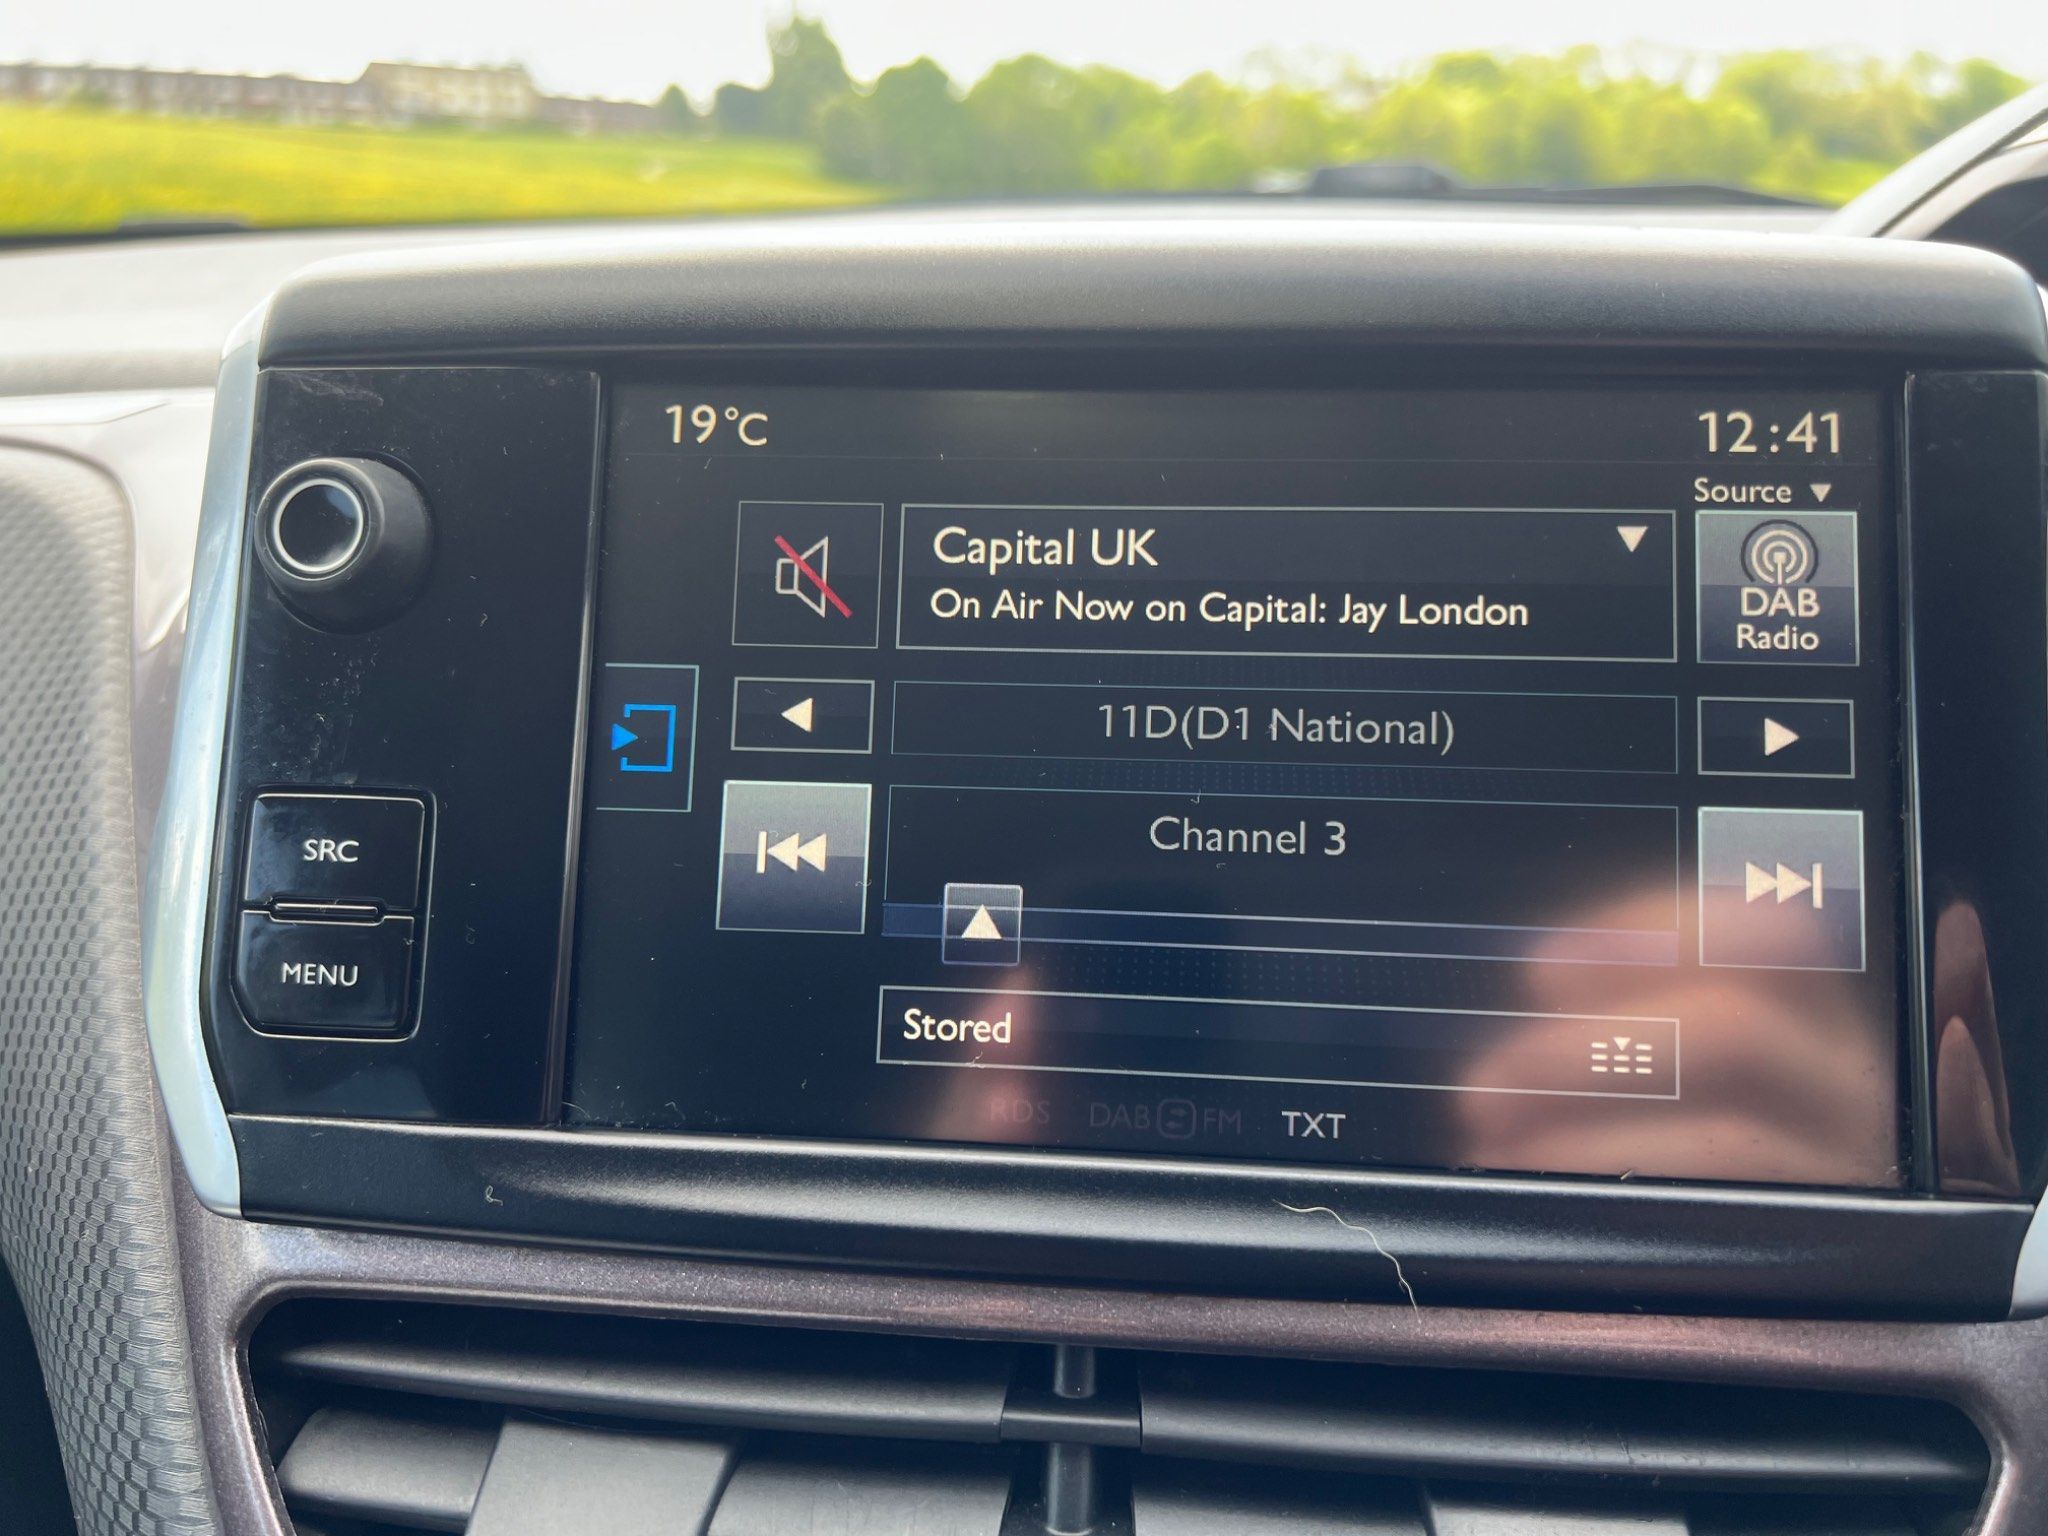 19°C
12:41
Source
Capital UK
On Air Now on Capital: Jay London
DAB
Radio
11D(D1 National)
SRC
Channel 3
MENU
Stored
RDS DAB FM TXT